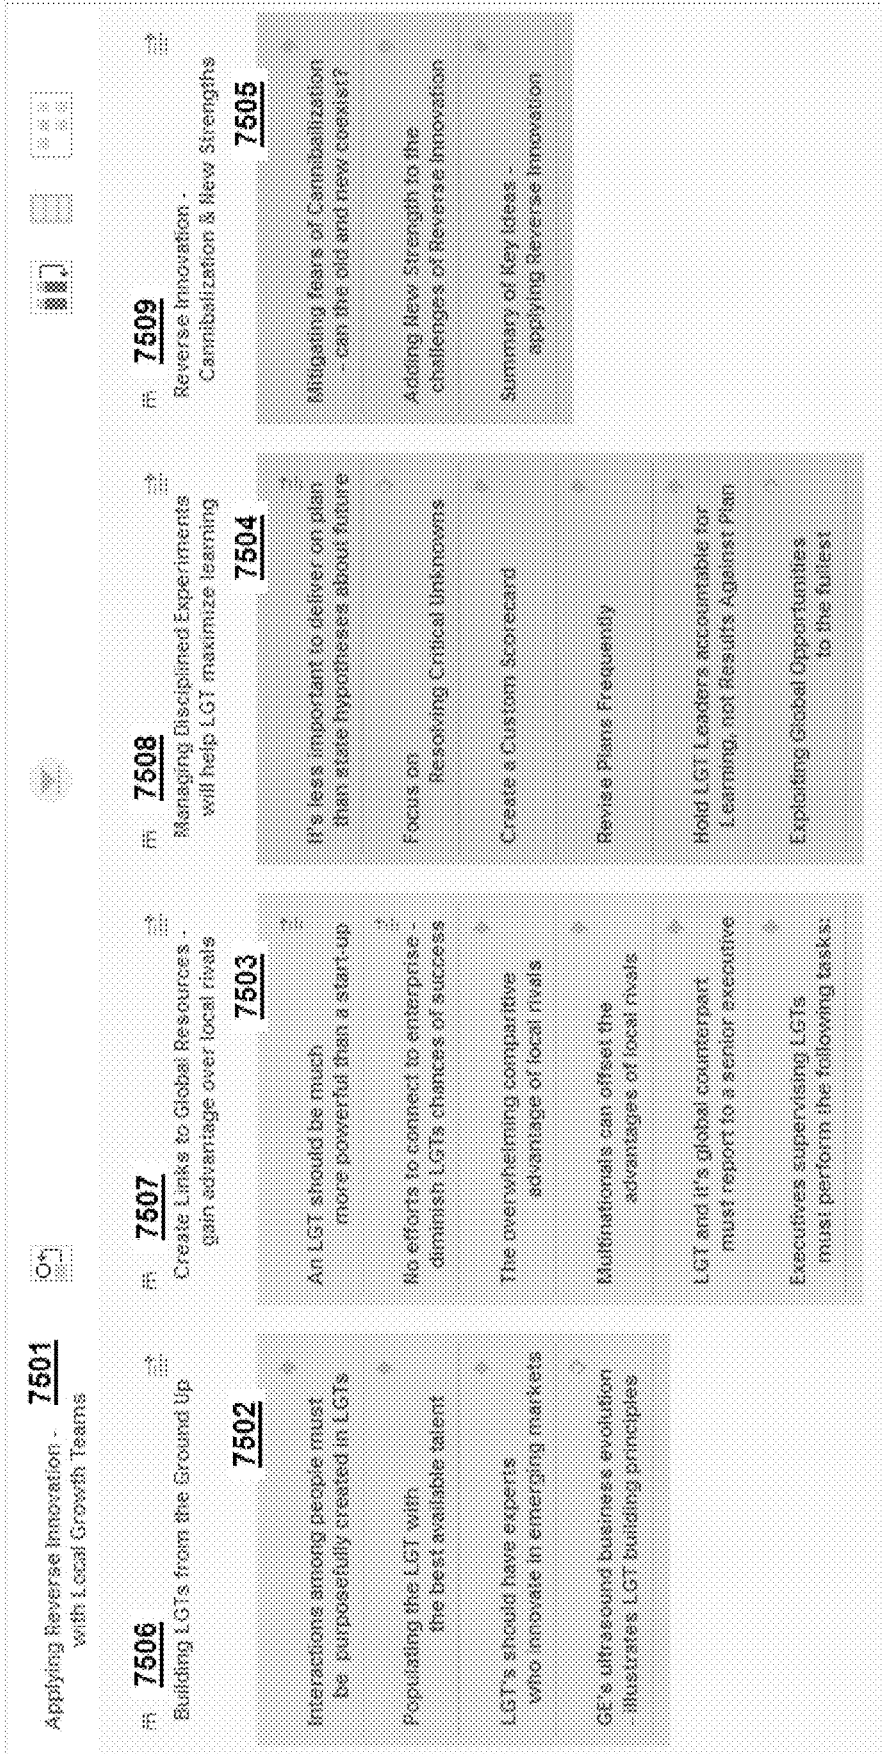 Applying Reverse Innovation -
with Local Growth Teams
7501
7506
Building LGTs from the Ground Up
7502
Interactions among people must
be purposefully created in LGTs
Populating the LGT with
the best available talent
LGT's should have experts
who innovate in emerging markets
GE's ultrasound business evolution
- illustrates LGT building principles
7507
Create Links to Global Resources -
gain advantage over local rivals
7503
An LGT should be much
more powerful than a start-up
No efforts to connect to enterprise -
diminish LGTs chances of success
The overwhelming comparitive
advantage of local rivals
Multinationals can offset the
advantages of local rivals
LGT and it's global counterpart
must report to a senior executive
Executives supervising LGTs
must perform the following tasks:
7508
Managing Disciplined Experiments
will help LGT maximize learning
7504
It's less important to deliver on plan
than state hypotheses about future
Focus on
Resolving Critical Unknowns
Create a Custom Scorecard
Revise Plans Frequently
Hold LGT Leaders accountable for
Learning, not Results Against Plan
Exploding Global Opportunities
to the fullest
7509
Reverse Innovation -
Cannibalization & New Strengths
7505
Mitigating fears of Cannibalization
- can the old and new coexist?
Adding New Strength to the
challenges of Reverse Innovation
Summary of Key Ideas -
applying Reverse Innovation